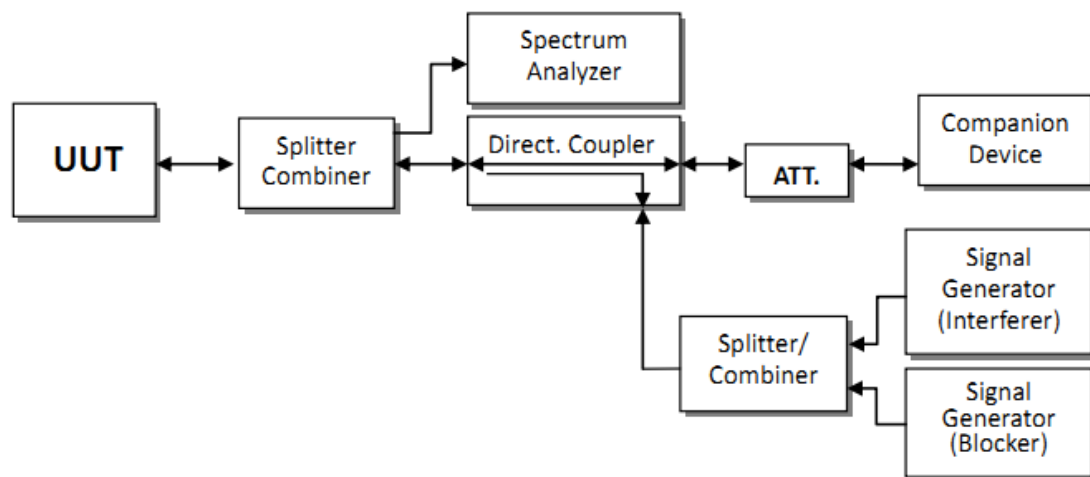 Spectrum
Analyzer
UUT
Splitter
Combiner
Direct. Coupler
ATT.
Companion
Device
Signal
Generator
(Interferer)
Splitter/
Combiner
Signal
Generator
(Blocker)